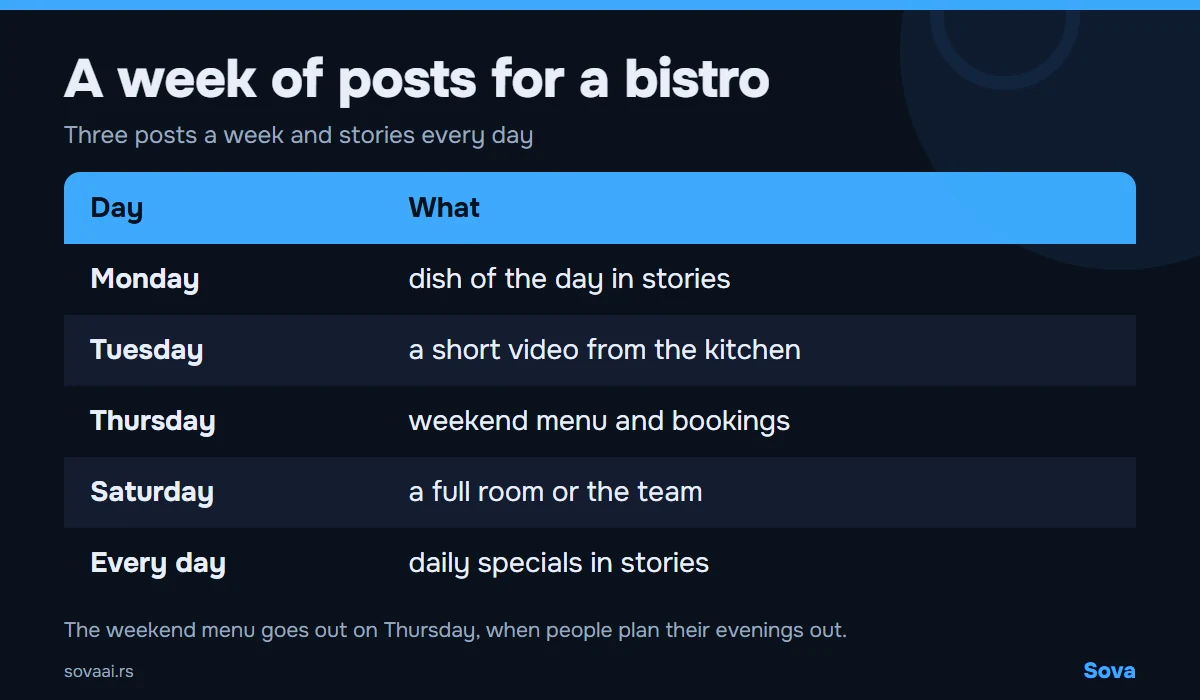 A week of posts for a bistro
Three posts a week and stories every day
Day What
Monday dish of the day in stories
Tuesday a short video from the kitchen
Thursday weekend menu and bookings
Saturday a full room or the team
Every day daily specials in stories
The weekend menu goes out on Thursday, when people plan their evenings out.
sovaai.rs Sova